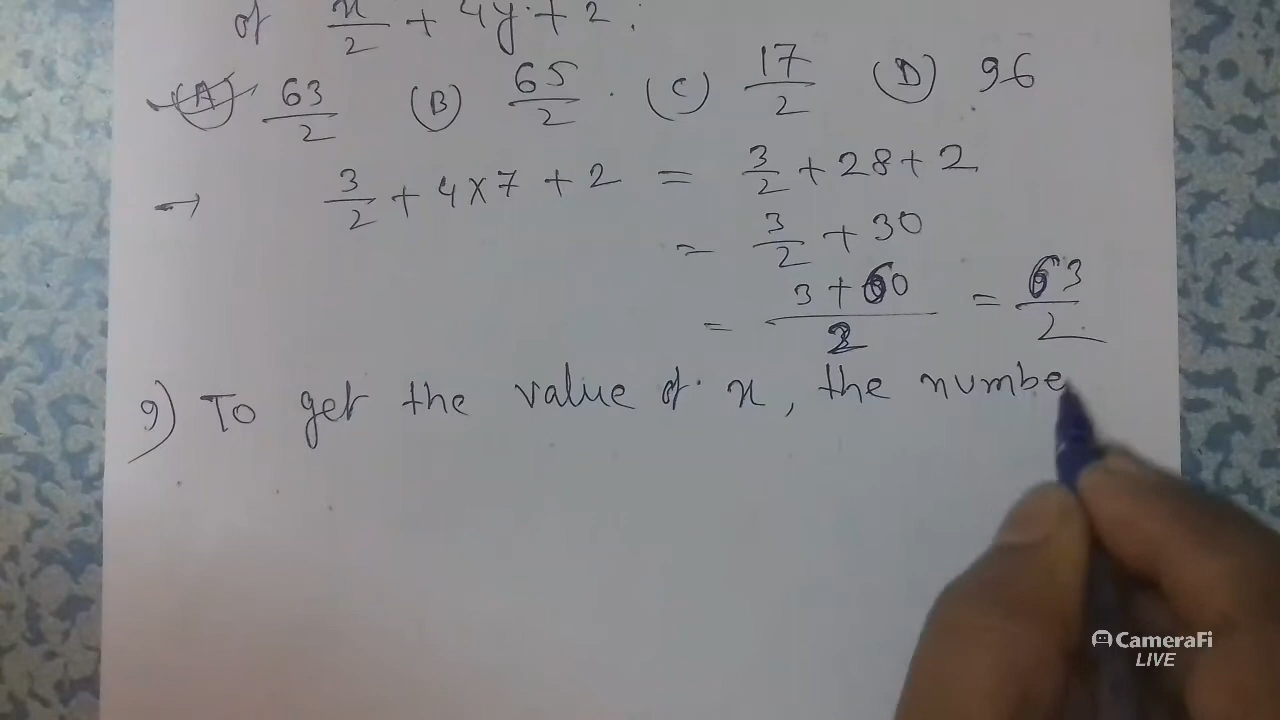 of x/2 + 4y + 2 :
(A) 63/2 (B) 65/2 . (C) 17/2 (D) 96
→ 3/2 + 4×7 + 2 = 3/2 + 28 + 2
= 3/2 + 30
= 3 + 60/2 = 63/2
9) To get the value of x, the numbe
CameraFi
LIVE